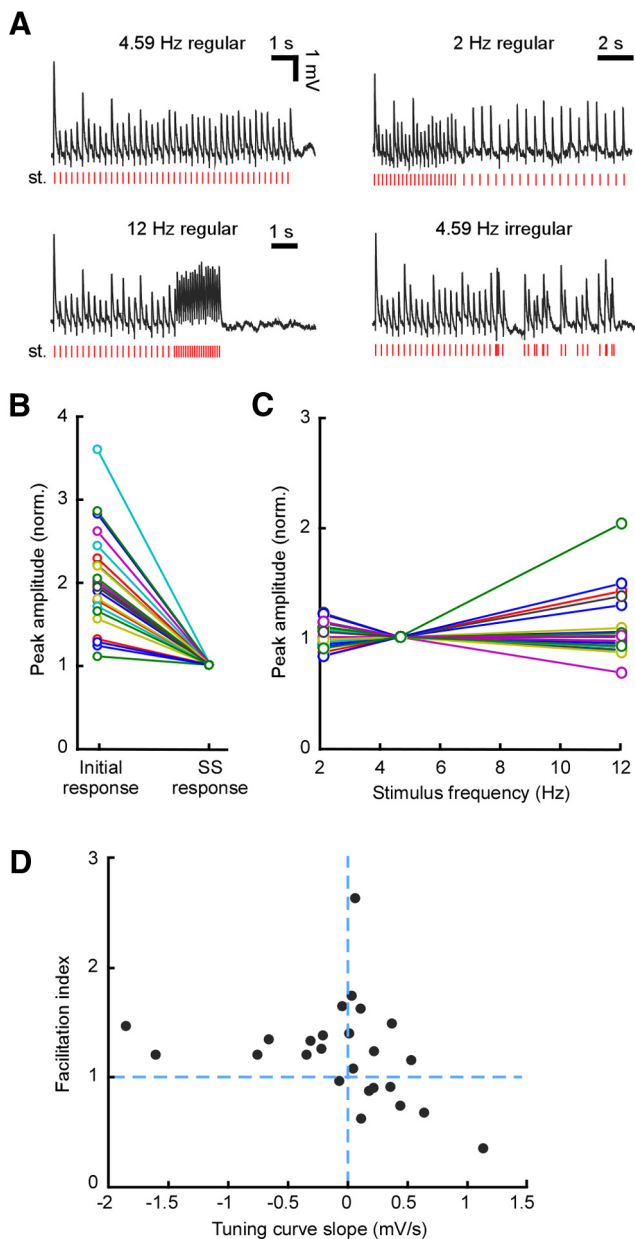 A
4.59 Hz regular
1 s
1 mV
2 Hz regular
2 s
st.
12 Hz regular
1 s
4.59 Hz irregular
st.
B
C
4
3
2
1
0
Peak amplitude (norm.)
Initial response
SS response
3
2
1
0
Peak amplitude (norm.)
2 4 6 8 10 12
Stimulus frequency (Hz)
D
3
2
1
0
Facilitation index
-2 -1.5 -1 -0.5 0 0.5 1 1.5
Tuning curve slope (mV/s)